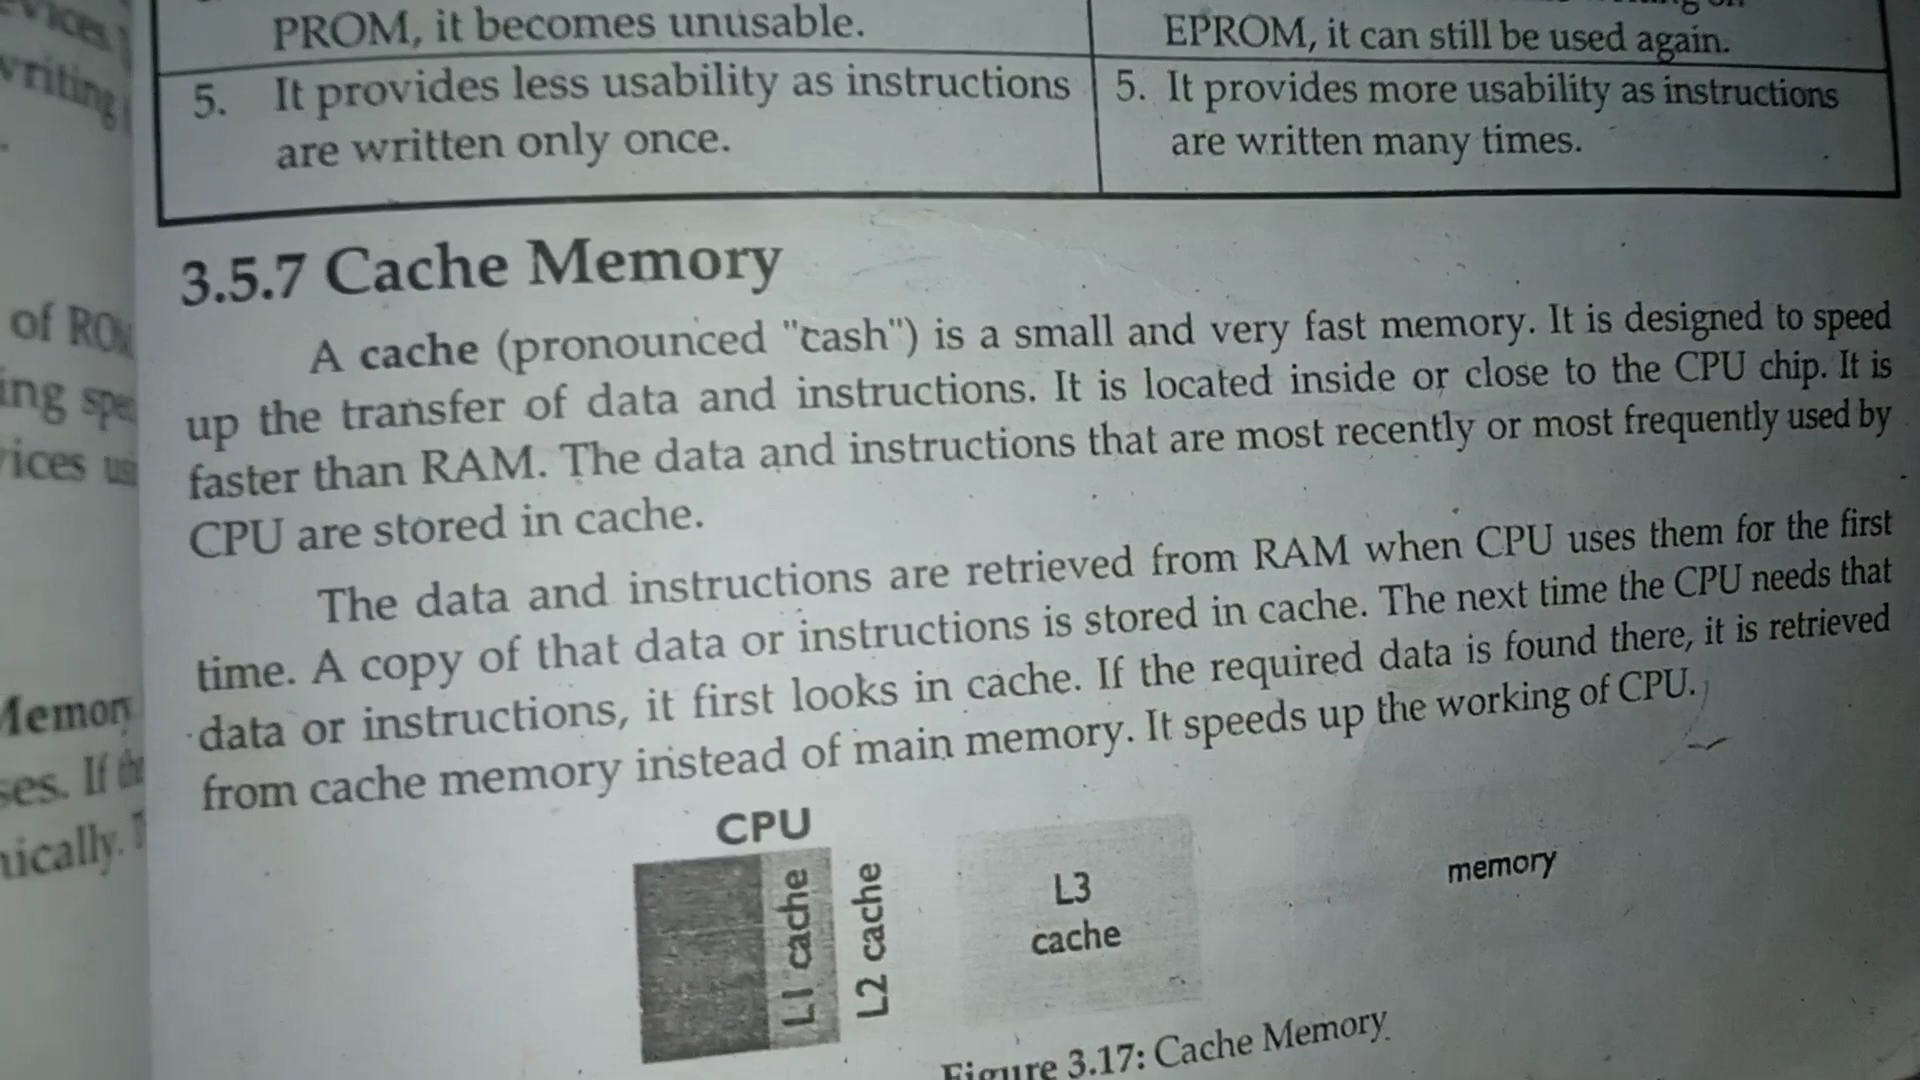 PROM, it becomes unusable.
EPROM, it can still be used again.
5. It provides less usability as instructions
are written only once.
5. It provides more usability as instructions
are written many times.
3.5.7 Cache Memory
A cache (pronounced "cash") is a small and very fast memory. It is designed to speed
up the transfer of data and instructions. It is located inside or close to the CPU chip. It is
faster than RAM. The data and instructions that are most recently or most frequently used by
CPU are stored in cache.
The data and instructions are retrieved from RAM when CPU uses them for the first
time. A copy of that data or instructions is stored in cache. The next time the CPU needs that
data or instructions, it first looks in cache. If the required data is found there, it is retrieved
from cache memory instead of main memory. It speeds up the working of CPU.
CPU
L1 cache
L2 cache
L3
cache
memory
Figure 3.17: Cache Memory
of
ses. If